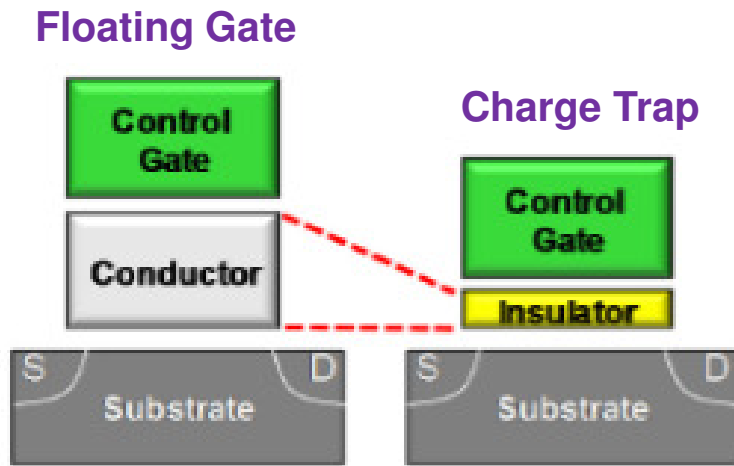 Floating Gate
Control
Gate
Conductor
S
D
Substrate
Charge Trap
Control
Gate
Insulator
S
D
Substrate